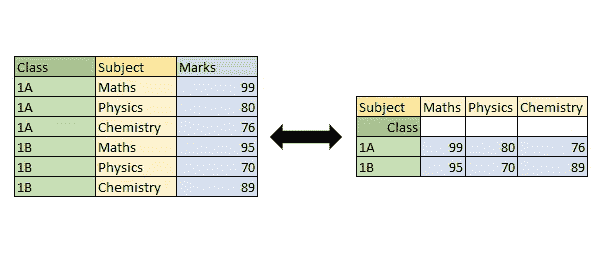 Class Subject Marks
1A Maths 99
1A Physics 80
1A Chemistry 76
1B Maths 95
1B Physics 70
1B Chemistry 89
Subject Maths Physics Chemistry
Class
1A 99 80 76
1B 95 70 89